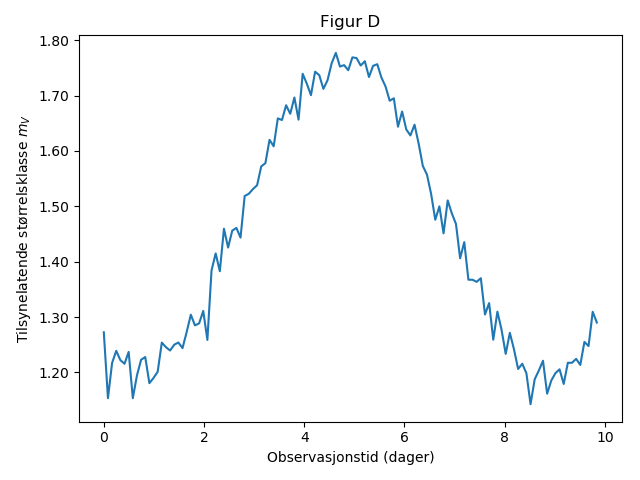 Figur D
Tilsynelatende størrelsklasse $m_V$
1.80
1.70
1.60
1.50
1.40
1.30
1.20
0 2 4 6 8 10
Observasjonstid (dager)